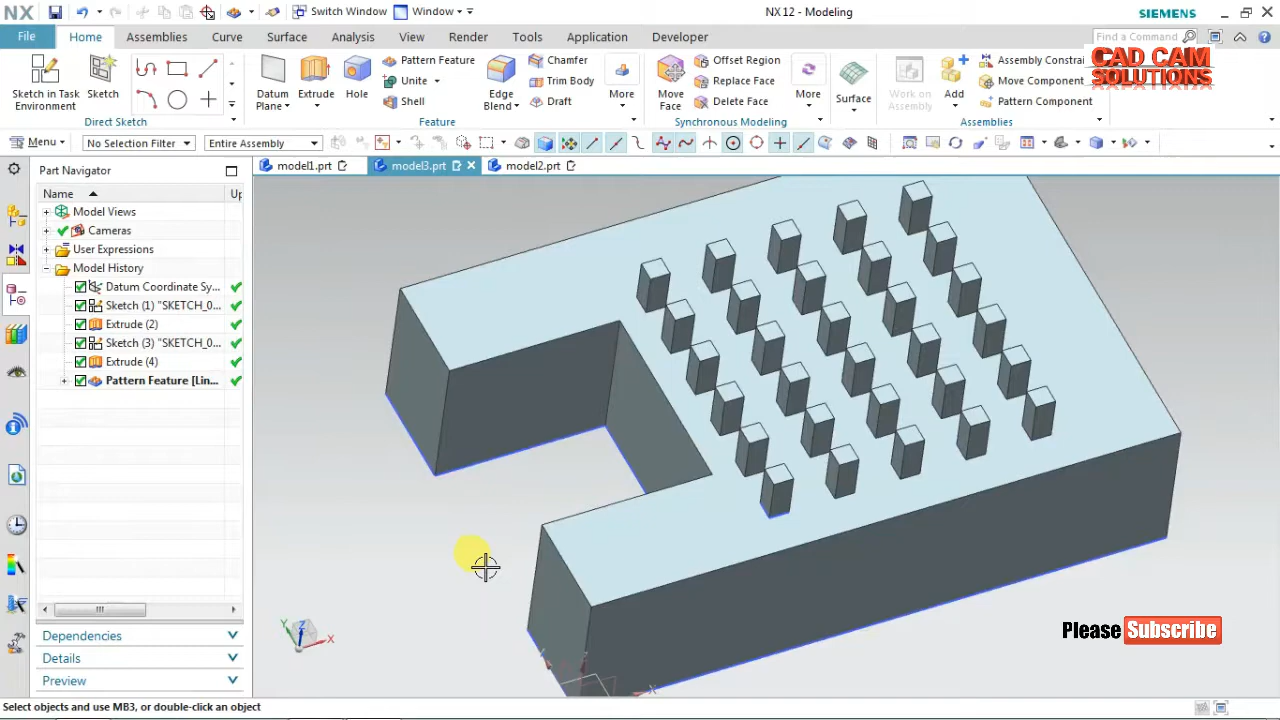 NX
Switch Window
Window
NX 12 - Modeling
SIEMENS
File
Home
Assemblies
Curve
Surface
Analysis
View
Render
Tools
Application
Developer
Find a Command
Sketch in Task
Environment
Sketch
Direct Sketch
Datum
Plane
Extrude
Hole
Pattern Feature
Unite
Shell
Edge
Blend
Chamfer
Trim Body
Draft
More
Feature
Move
Face
Offset Region
Replace Face
Delete Face
More
Synchronous Modeling
Surface
Work on
Assembly
Add
Assembly Constrai
Move Component
Pattern Component
Assemblies
CAD CAM
SOLUTIONS
Menu
No Selection Filter
Entire Assembly
Part Navigator
model1.prt
model3.prt
model2.prt
Name
Up
Model Views
Cameras
User Expressions
Model History
Datum Coordinate Sy...
Sketch (1) "SKETCH_0...
Extrude (2)
Sketch (3) "SKETCH_0...
Extrude (4)
Pattern Feature [Lin...
Dependencies
Details
Preview
Y
Z
X
X
Please Subscribe
Select objects and use MB3, or double-click an object